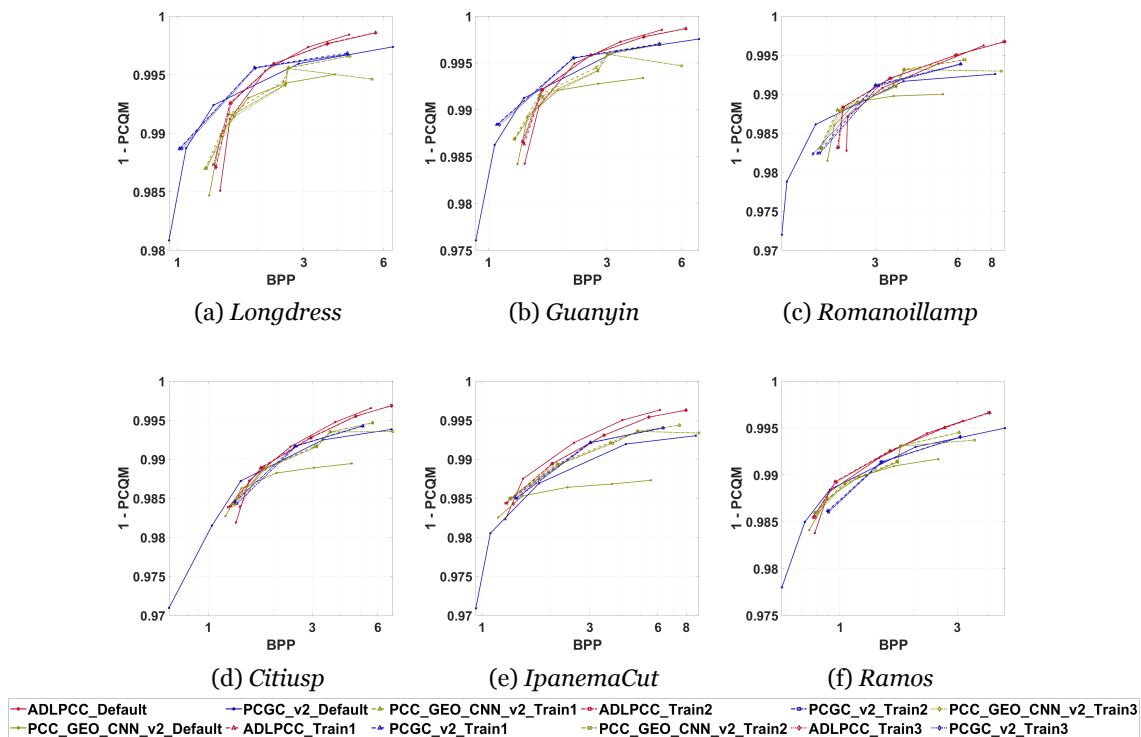 1
0.995
0.99
0.985
0.98
1 - PCQM
1 3 6
BPP
(a) Longdress
1
0.995
0.99
0.985
0.98
0.975
1 - PCQM
1 3 6
BPP
(b) Guanyin
1
0.995
0.99
0.985
0.98
0.975
0.97
1 - PCQM
3 6 8
BPP
(c) Romanoillamp
1
0.995
0.99
0.985
0.98
0.975
0.97
1 - PCQM
1 3 6
BPP
(d) Citiusp
1
0.995
0.99
0.985
0.98
0.975
0.97
1 - PCQM
1 3 6 8
BPP
(e) IpanemaCut
1
0.995
0.99
0.985
0.98
0.975
1 - PCQM
1 3
BPP
(f) Ramos
ADLPCC_Default PCGC_v2_Default PCC_GEO_CNN_v2_Train1 ADLPCC_Train2 PCGC_v2_Train2 PCC_GEO_CNN_v2_Train3
PCC_GEO_CNN_v2_Default ADLPCC_Train1 PCGC_v2_Train1 PCC_GEO_CNN_v2_Train2 ADLPCC_Train3 PCGC_v2_Train3